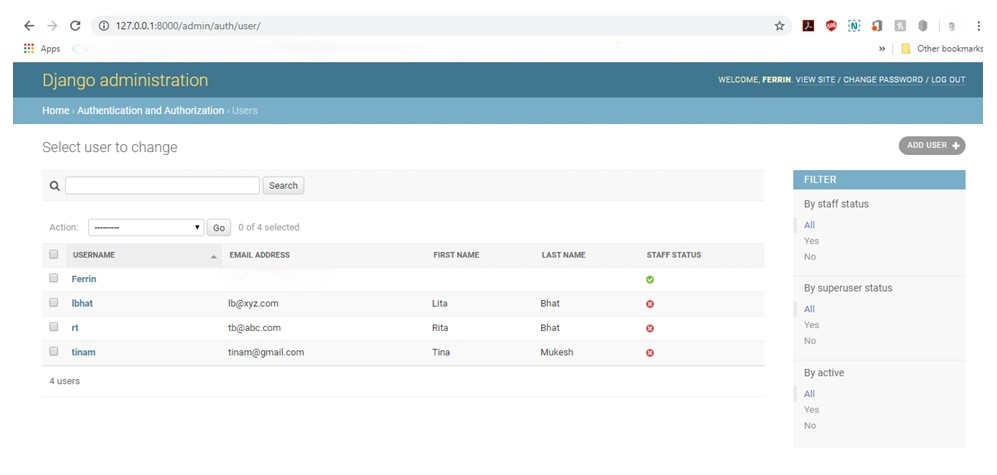 127.0.0.1:8000/admin/auth/user/
Apps
» Other bookmarks
Django administration
WELCOME, FERRIN. VIEW SITE / CHANGE PASSWORD / LOG OUT
Home › Authentication and Authorization › Users
Select user to change
ADD USER +
Search
Action: --------- Go 0 of 4 selected
USERNAME EMAIL ADDRESS FIRST NAME LAST NAME STAFF STATUS
Ferrin
lbhat lb@xyz.com Lita Bhat
rt tb@abc.com Rita Bhat
tinam tinam@gmail.com Tina Mukesh
4 users
FILTER
By staff status
All
Yes
No
By superuser status
All
Yes
No
By active
All
Yes
No